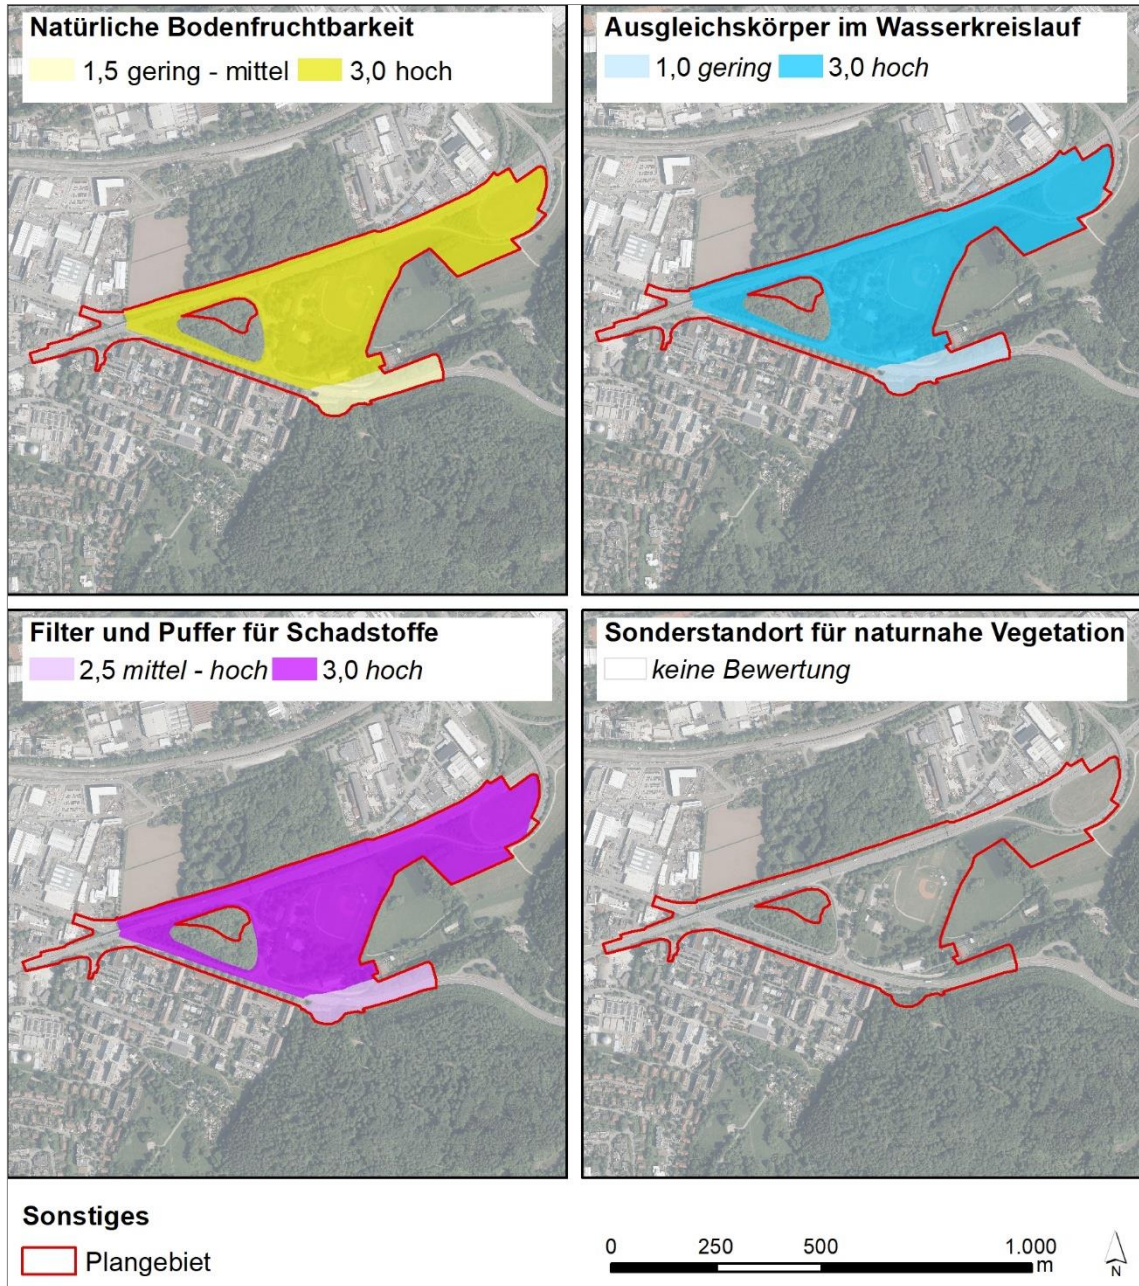 Natürliche Bodenfruchtbarkeit
1,5 gering - mittel 3,0 hoch
Ausgleichskörper im Wasserkreislauf
1,0 gering 3,0 hoch
Filter und Puffer für Schadstoffe
2,5 mittel - hoch 3,0 hoch
Sonderstandort für naturnahe Vegetation
keine Bewertung
Sonstiges
Plangebiet
0 250 500 1.000
m
N